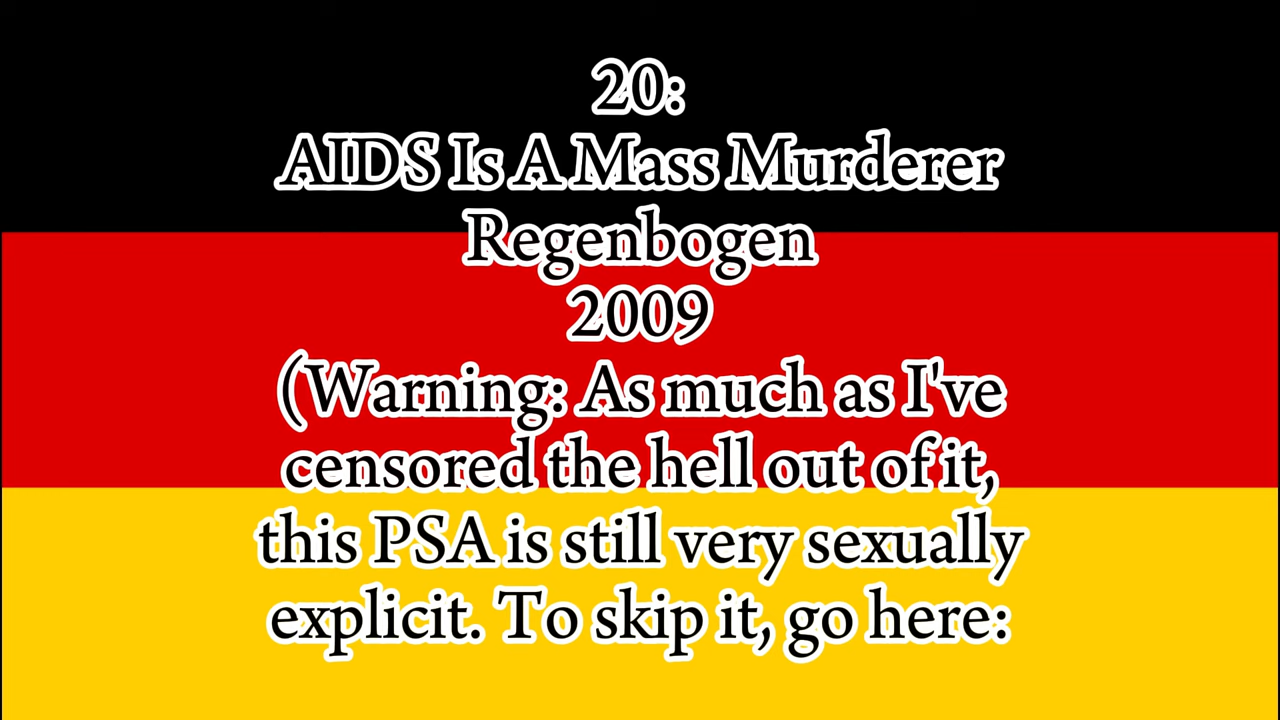 20:
AIDS Is A Mass Murderer
Regenbogen
2009
(Warning: As much as I've
censored the hell out of it,
this PSA is still very sexually
explicit. To skip it, go here: